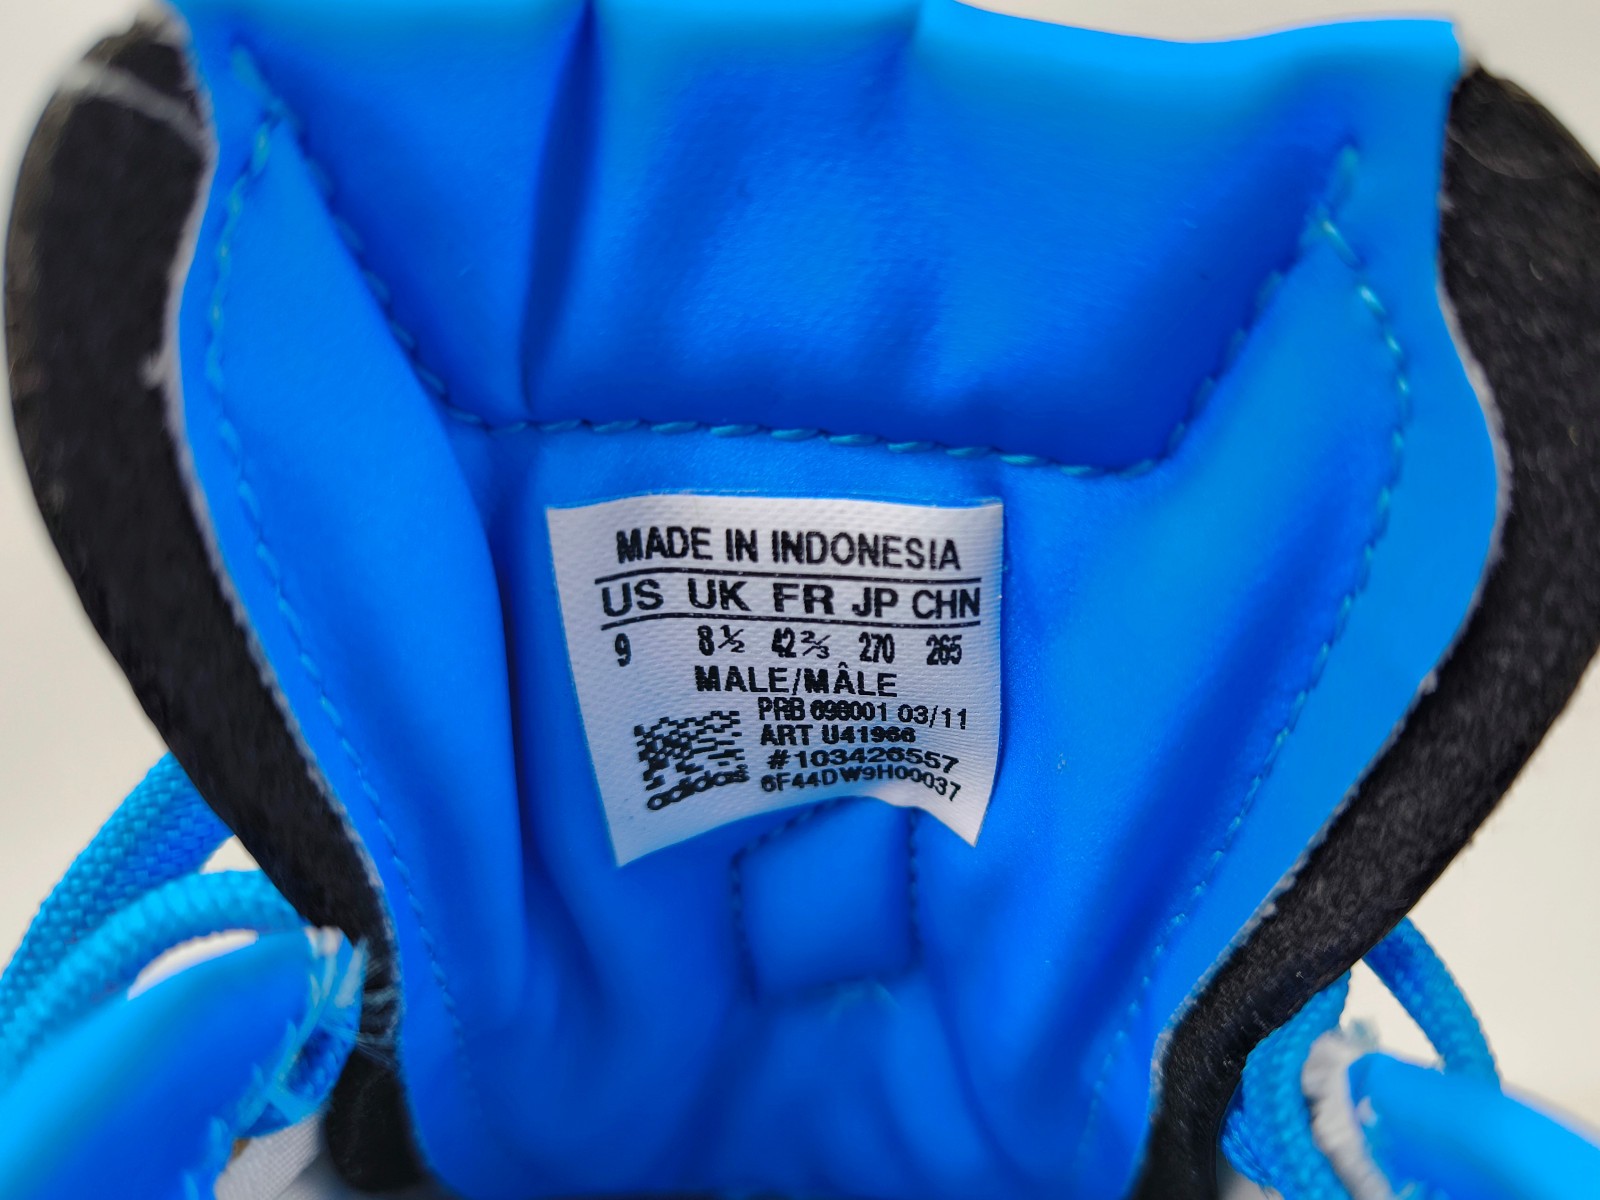 MADE IN INDONESIA
US UK FR JP CHN
9 8½ 42⅔ 270 265
MALE/MÂLE
PRB 698001 03/11
ART U41966
#103426557
adidas 6F44DW9H00037